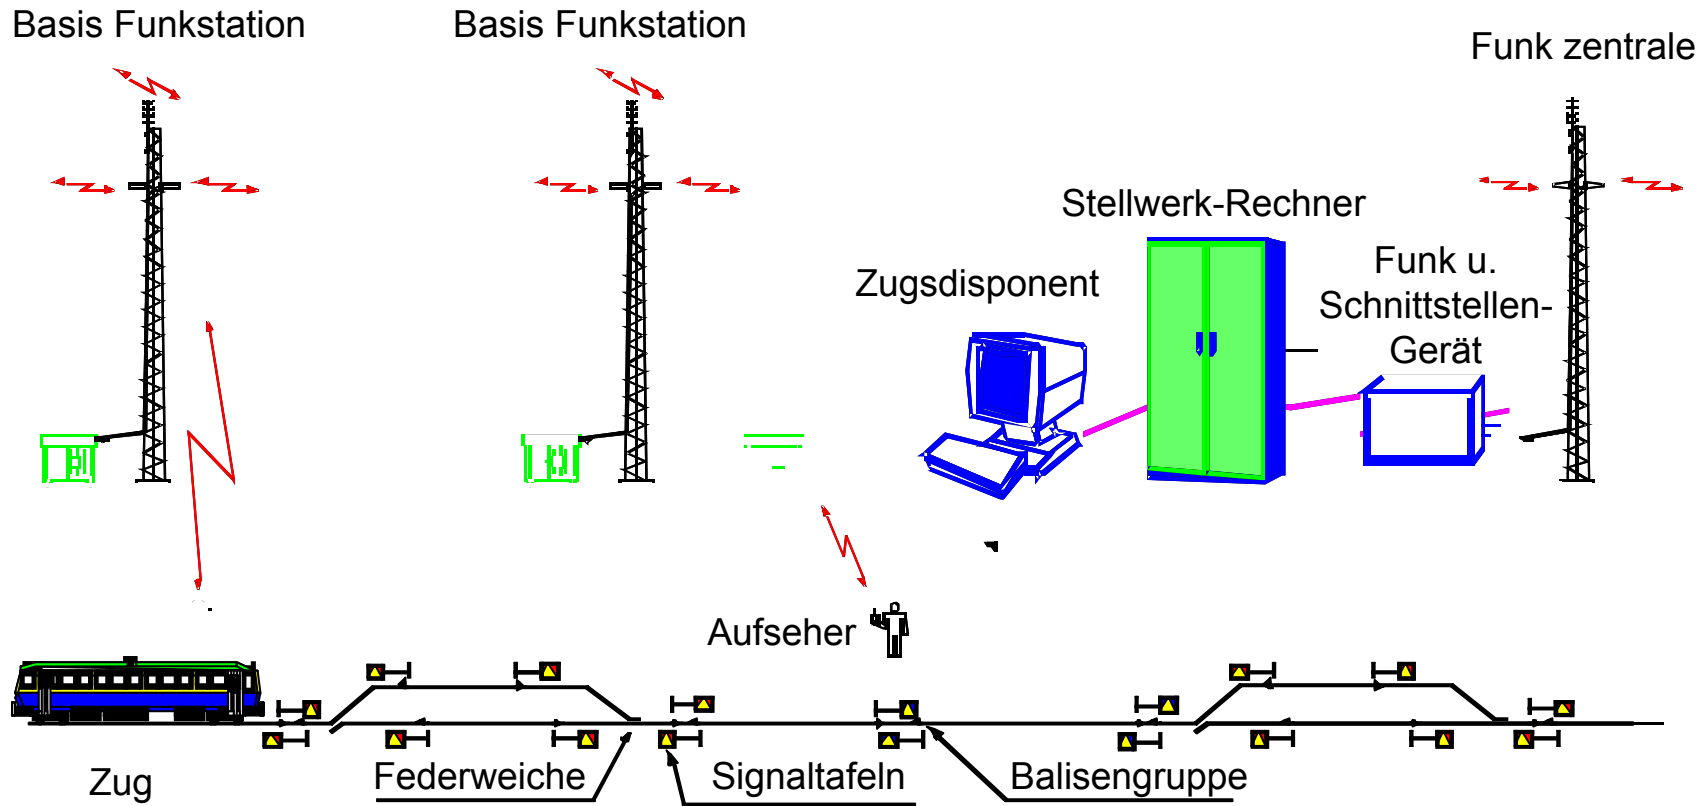 Basis Funkstation
Basis Funkstation
Funk zentrale
Stellwerk-Rechner
Zugsdisponent
Funk u.
Schnittstellen-
Gerät
Aufseher
Zug
Federweiche
Signaltafeln
Balisengruppe